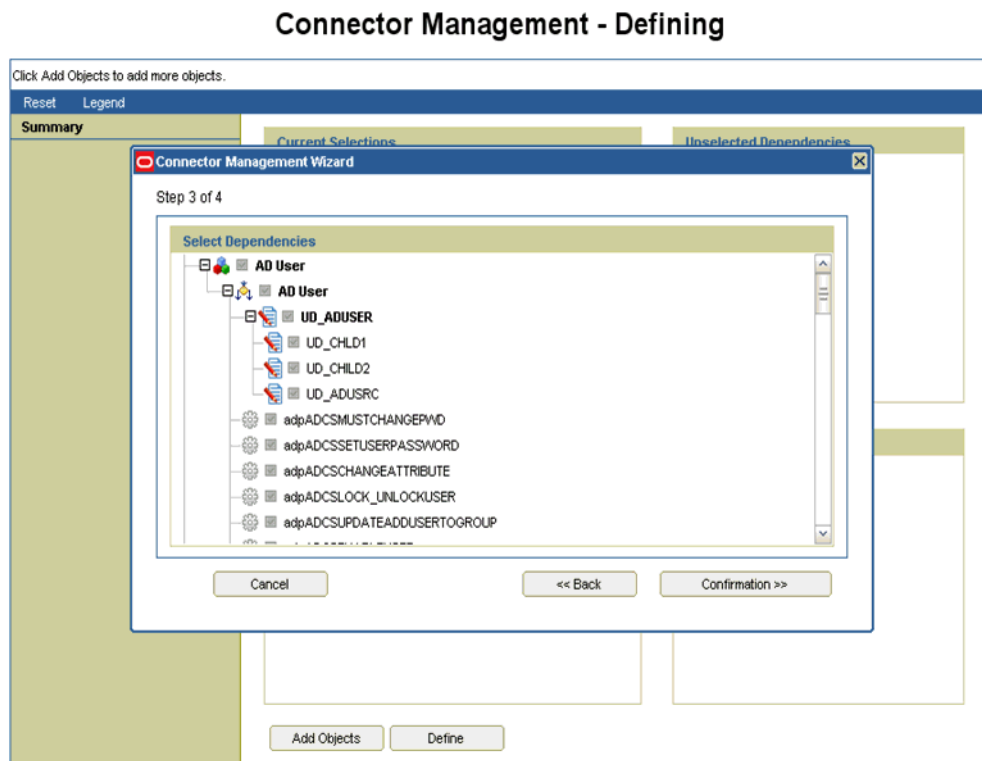 Connector Management - Defining
Click Add Objects to add more objects.
Reset Legend
Summary
Current Selections
Unselected Dependencies
Connector Management Wizard
Step 3 of 4
Select Dependencies
AD User
AD User
UD_ADUSER
UD_CHLD1
UD_CHILD2
UD_ADUSRC
adpADCSMUSTCHANGEPWD
adpADCSSETUSERPASSWORD
adpADCSCHANGEATTRIBUTE
adpADCSLOCK_UNLOCKUSER
adpADCSUPDATEADDUSERTOGROUP
Cancel << Back Confirmation >>
Add Objects Define